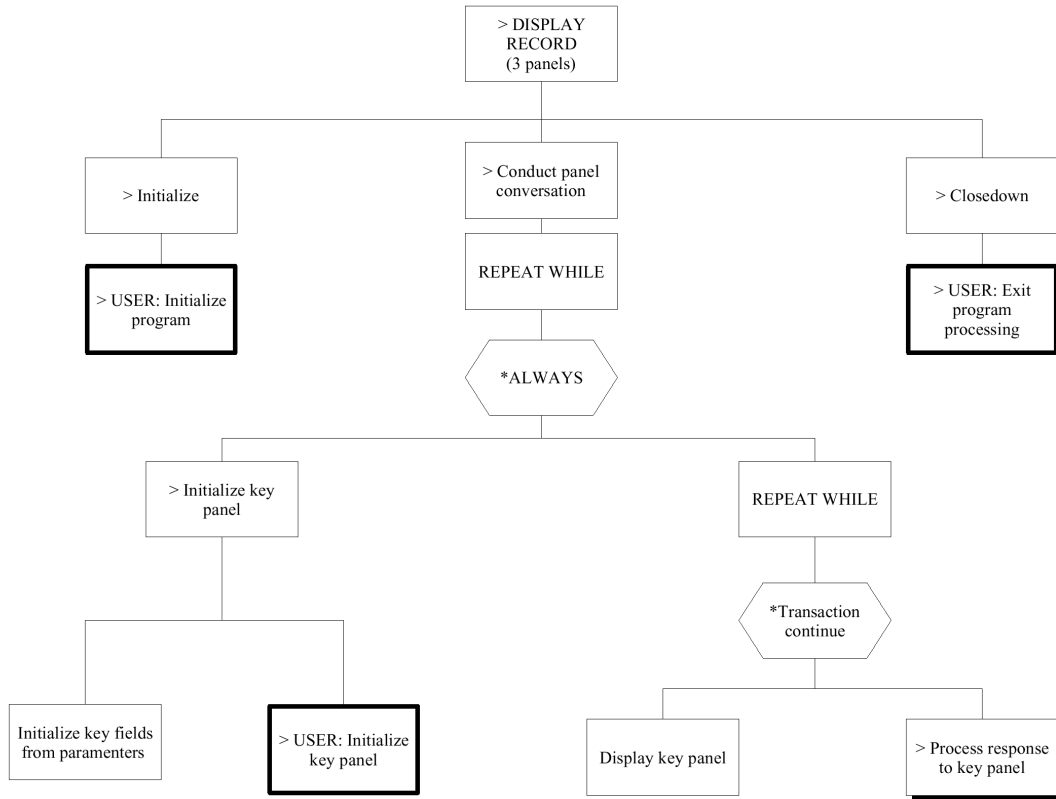 > DISPLAY
RECORD
(3 panels)
> Initialize
> Conduct panel
conversation
> Closedown
> USER: Initialize
program
REPEAT WHILE
> USER: Exit
program
processing
*ALWAYS
> Initialize key
panel
REPEAT WHILE
*Transaction
continue
Initialize key fields
from paramenters
> USER: Initialize
key panel
Display key panel
> Process response
to key panel